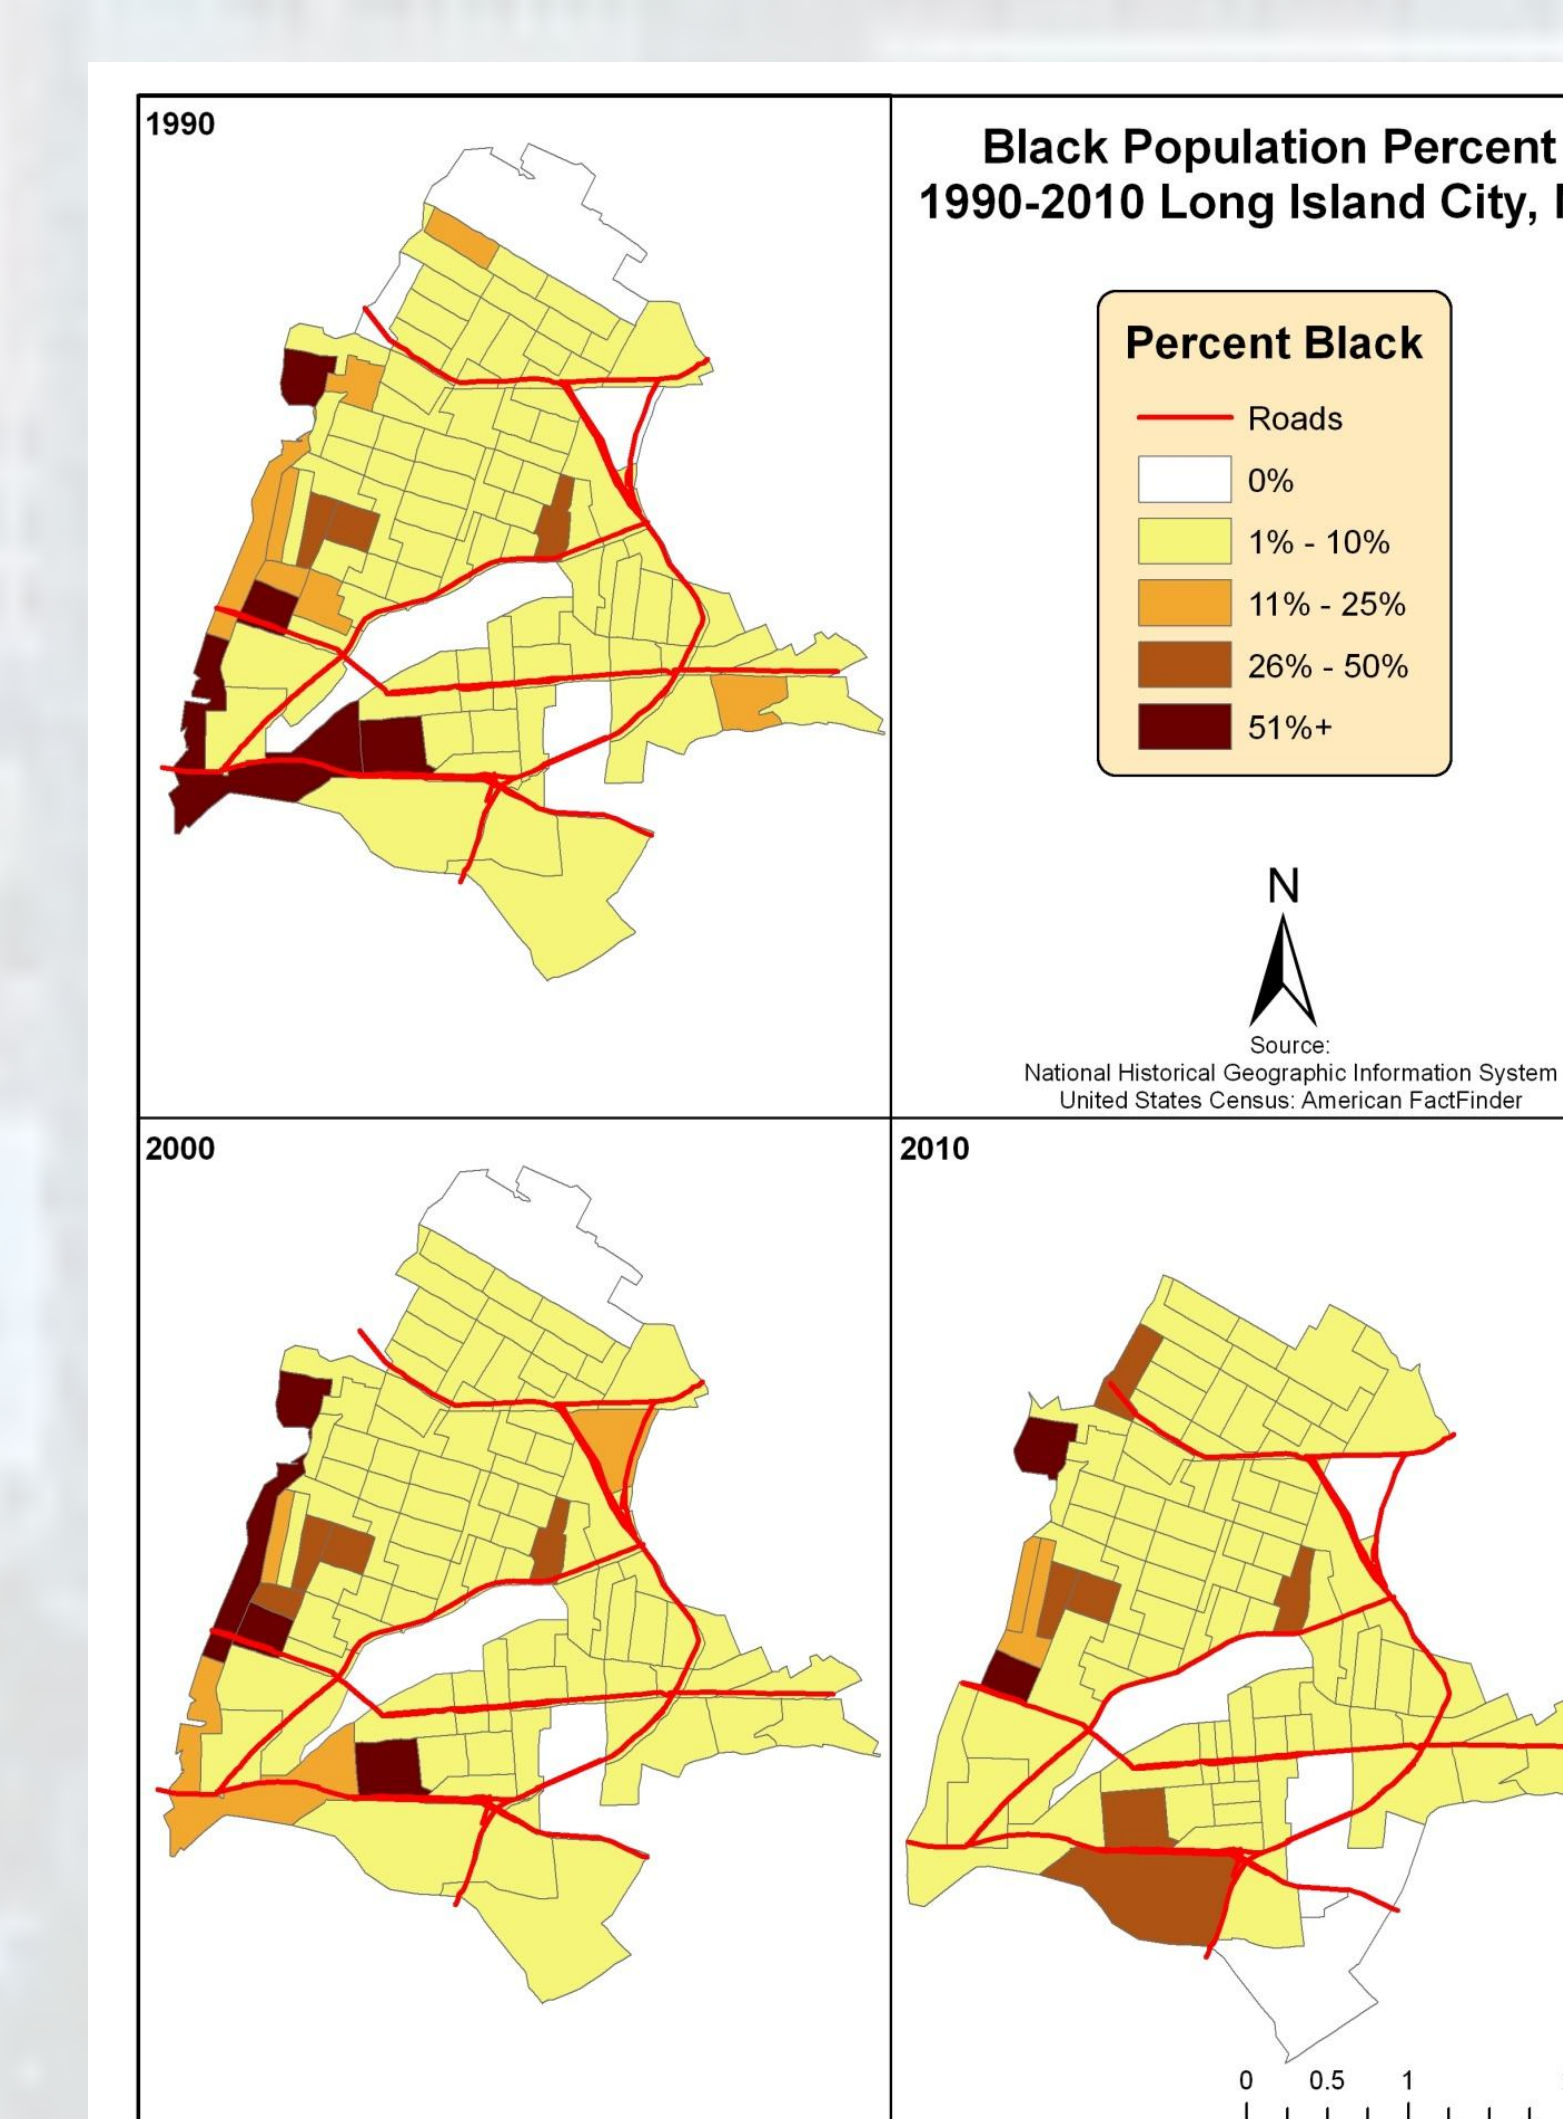 1990
Black Population Percent
1990-2010 Long Island City,
Percent Black
Roads
0%
1% - 10%
11% - 25%
26% - 50%
51%+
N
Source:
National Historical Geographic Information System
United States Census: American FactFinder
2000
2010
0 0.5 1